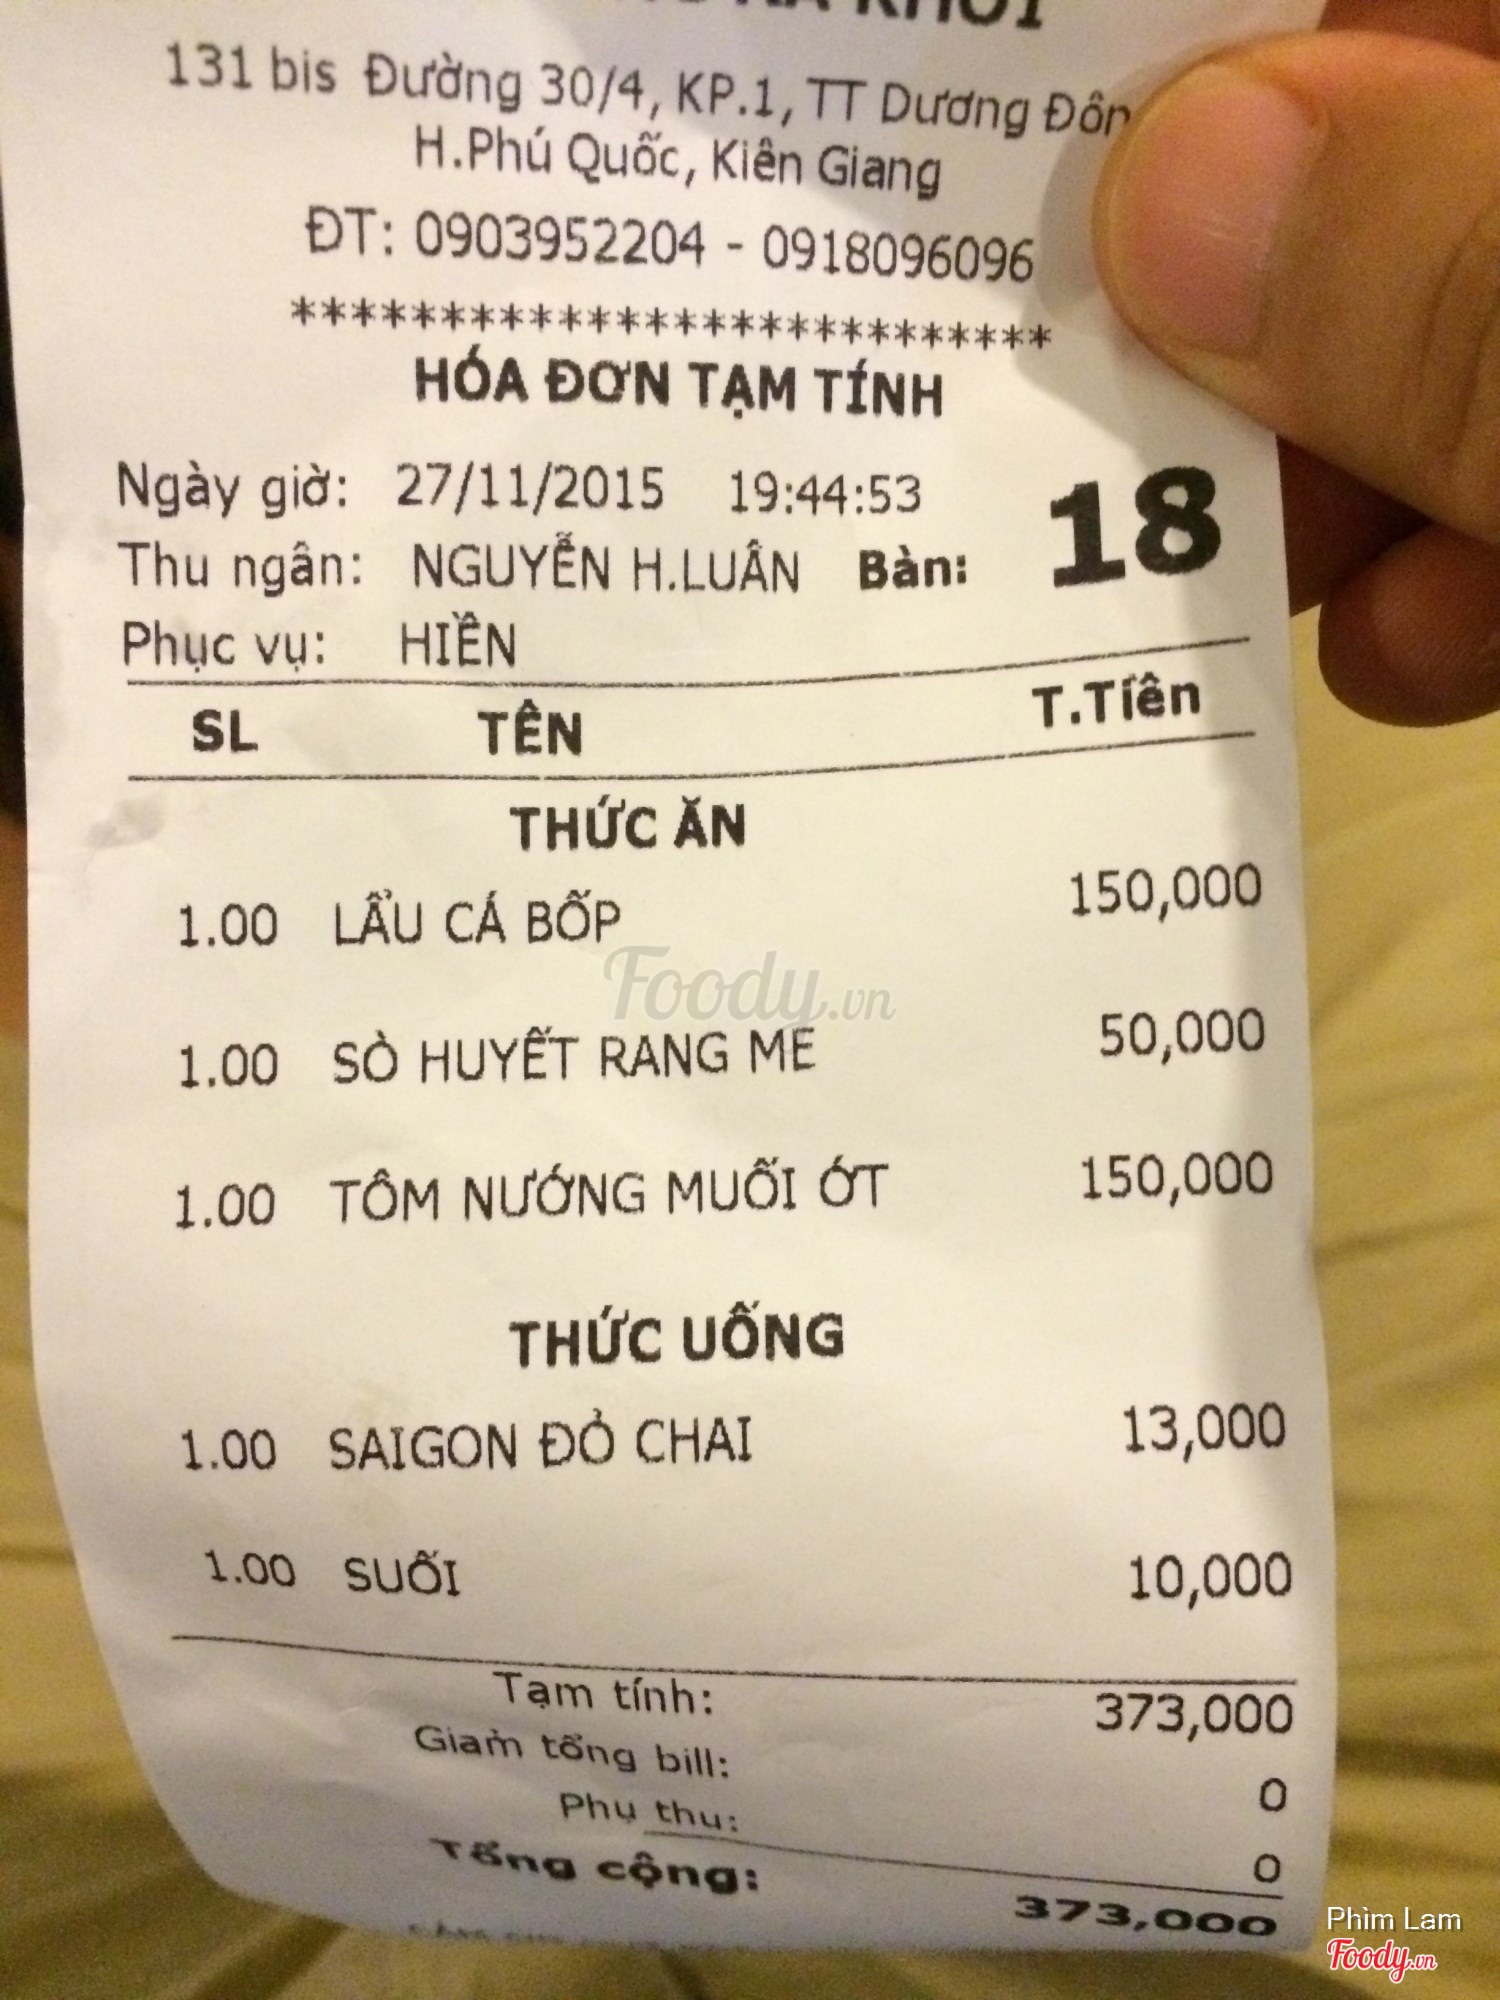 RA KHƠI
131 bis Đường 30/4, KP.1, TT Dương Đôn
H.Phú Quốc, Kiên Giang
ĐT: 0903952204 - 0918096096
**************************
HÓA ĐƠN TẠM TÍNH
Ngày giờ: 27/11/2015 19:44:53
Thu ngân: NGUYỄN H.LUÂN Bàn: 18
Phục vụ: HIỀN
SL TÊN T.Tiền
THỨC ĂN
1.00 LẨU CÁ BỐP 150,000
Foody.vn
1.00 SÒ HUYẾT RANG ME 50,000
1.00 TÔM NƯỚNG MUỐI ỚT 150,000
THỨC UỐNG
1.00 SAIGON ĐỎ CHAI 13,000
1.00 SUỐI 10,000
Tạm tính: 373,000
Giảm tổng bill: 0
Phụ thu: 0
Tổng cộng: 373,000
Phìm Lam
Foody.vn